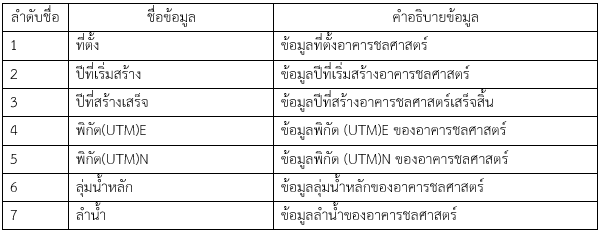 ลำดับชื่อ ชื่อข้อมูล คำอธิบายข้อมูล
1 ที่ตั้ง ข้อมูลที่ตั้งอาคารชลศาสตร์
2 ปีที่เริ่มสร้าง ข้อมูลปีที่เริ่มสร้างอาคารชลศาสตร์
3 ปีที่สร้างเสร็จ ข้อมูลปีที่สร้างอาคารชลศาสตร์เสร็จสิ้น
4 พิกัด(UTM)E ข้อมูลพิกัด (UTM)E ของอาคารชลศาสตร์
5 พิกัด(UTM)N ข้อมูลพิกัด (UTM)N ของอาคารชลศาสตร์
6 ลุ่มน้ำหลัก ข้อมูลลุ่มน้ำหลักของอาคารชลศาสตร์
7 ลำน้ำ ข้อมูลลำน้ำของอาคารชลศาสตร์